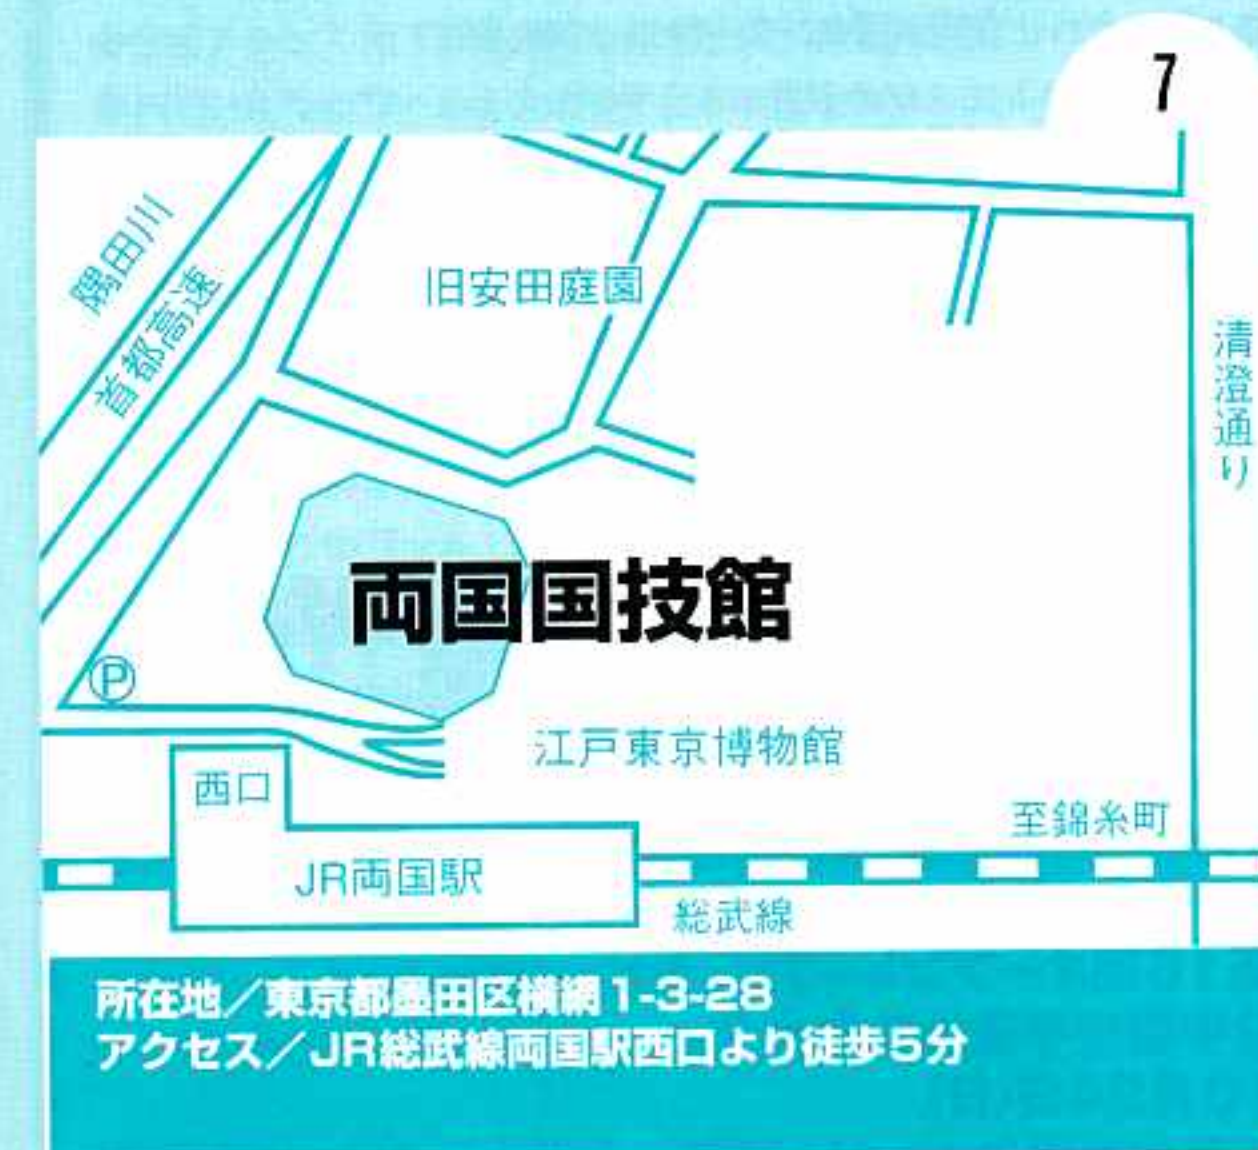 7
隅田川
首都高速
旧安田庭園
清澄通り
両国国技館
P
江戸東京博物館
西口
至錦糸町
JR両国駅
総武線
所在地／東京都墨田区横網1-3-28
アクセス／JR総武線両国駅西口より徒歩5分